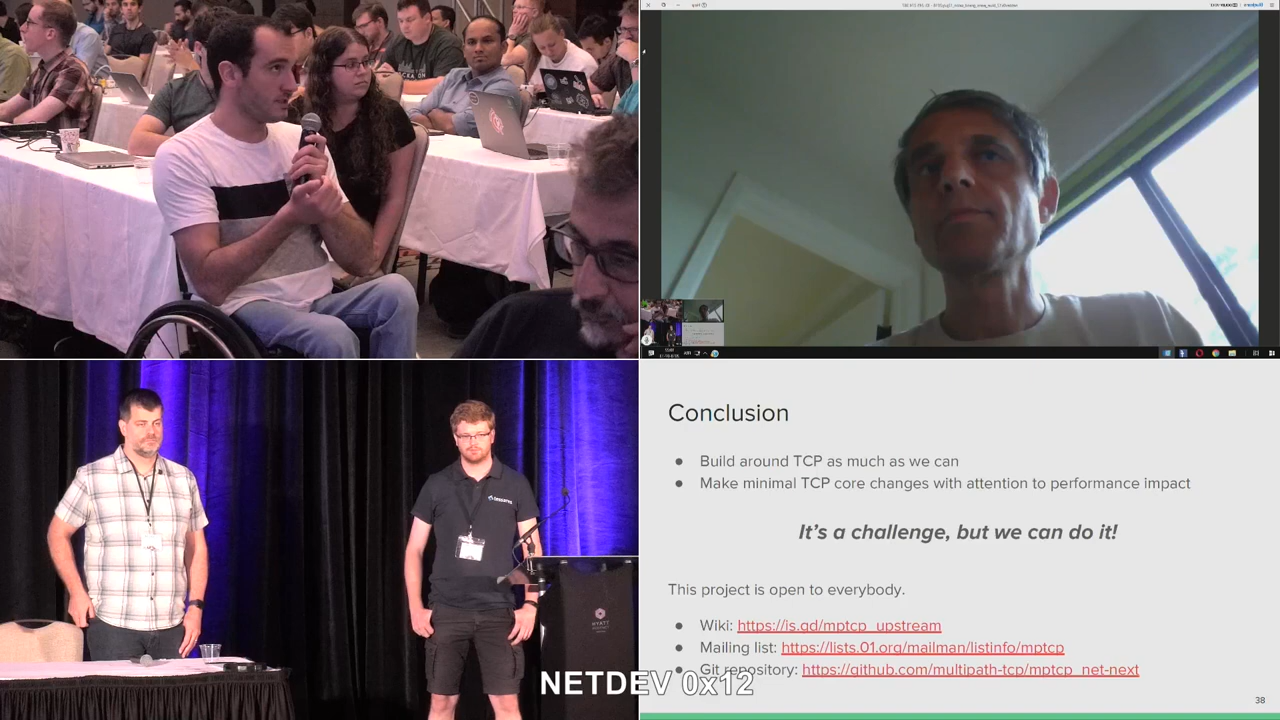 Conclusion
● Build around TCP as much as we can
● Make minimal TCP core changes with attention to performance impact
It's a challenge, but we can do it!
This project is open to everybody.
● Wiki: https://is.gd/mptcp_upstream
● Mailing list: https://lists.01.org/mailman/listinfo/mptcp
● Git repository: https://github.com/multipath-tcp/mptcp_net-next
NETDEV 0x12
38
HYATT
tessares